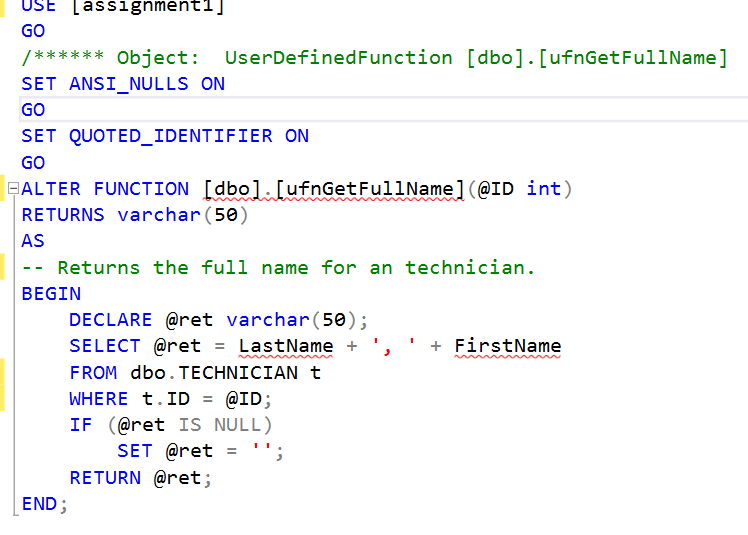 USE [assignment1]
GO
/****** Object:  UserDefinedFunction [dbo].[ufnGetFullName]
SET ANSI_NULLS ON
GO
SET QUOTED_IDENTIFIER ON
GO
ALTER FUNCTION [dbo].[ufnGetFullName](@ID int)
RETURNS varchar(50)
AS
-- Returns the full name for an technician.
BEGIN
    DECLARE @ret varchar(50);
    SELECT @ret = LastName + ', ' + FirstName
    FROM dbo.TECHNICIAN t
    WHERE t.ID = @ID;
    IF (@ret IS NULL)
        SET @ret = '';
    RETURN @ret;
END;